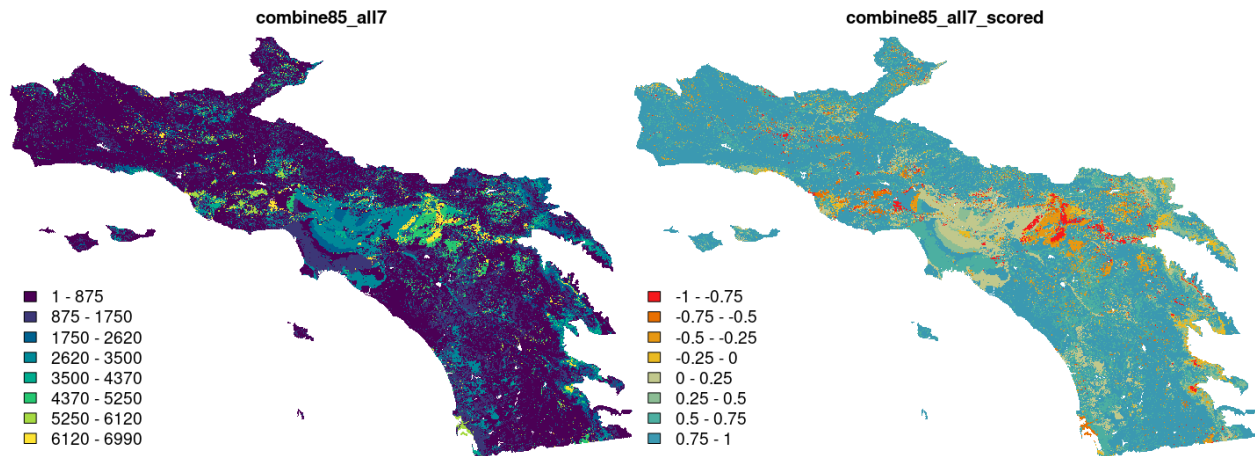 combine85_all7
1 - 875
875 - 1750
1750 - 2620
2620 - 3500
3500 - 4370
4370 - 5250
5250 - 6120
6120 - 6990
combine85_all7_scored
-1 - -0.75
-0.75 - -0.5
-0.5 - -0.25
-0.25 - 0
0 - 0.25
0.25 - 0.5
0.5 - 0.75
0.75 - 1